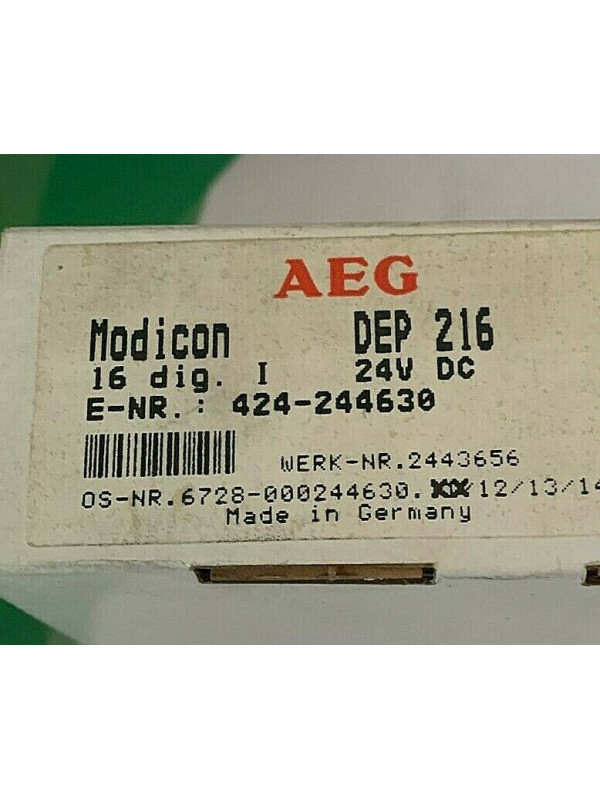 AEG
Modicon DEP 216
16 dig. I 24V DC
E-NR.: 424-244630
WERK-NR.2443656
OS-NR.6728-000244630. 12/13/14
Made in Germany